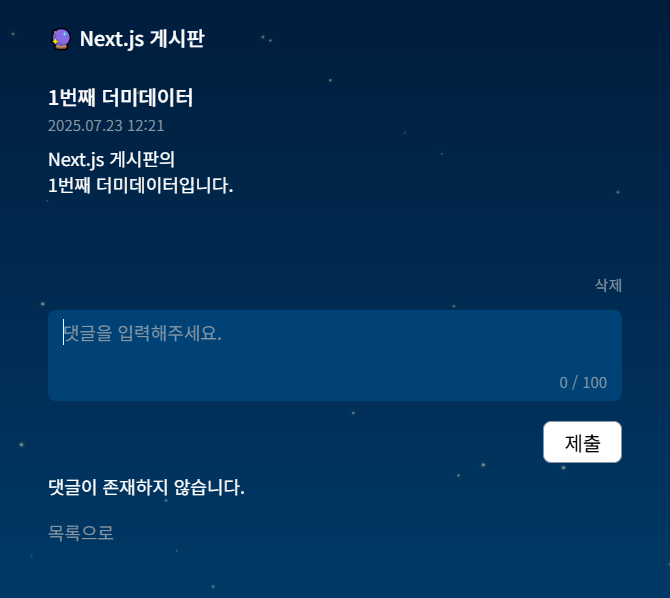 Next.js 게시판
1번째 더미데이터
2025.07.23 12:21
Next.js 게시판의
1번째 더미데이터입니다.
삭제
댓글을 입력해주세요.
0 / 100
제출
댓글이 존재하지 않습니다.
목록으로